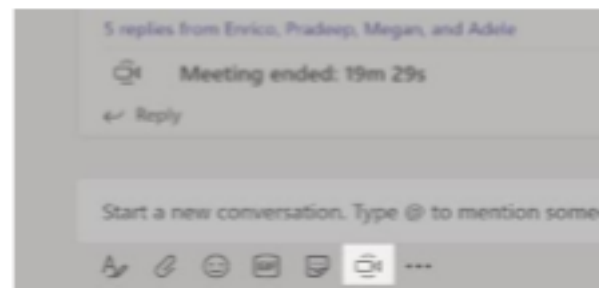 5 replies from Enrico, Pradeep, Megan, and Adele
Meeting ended: 19m 29s
Reply
Start a new conversation. Type @ to mention some
GIF